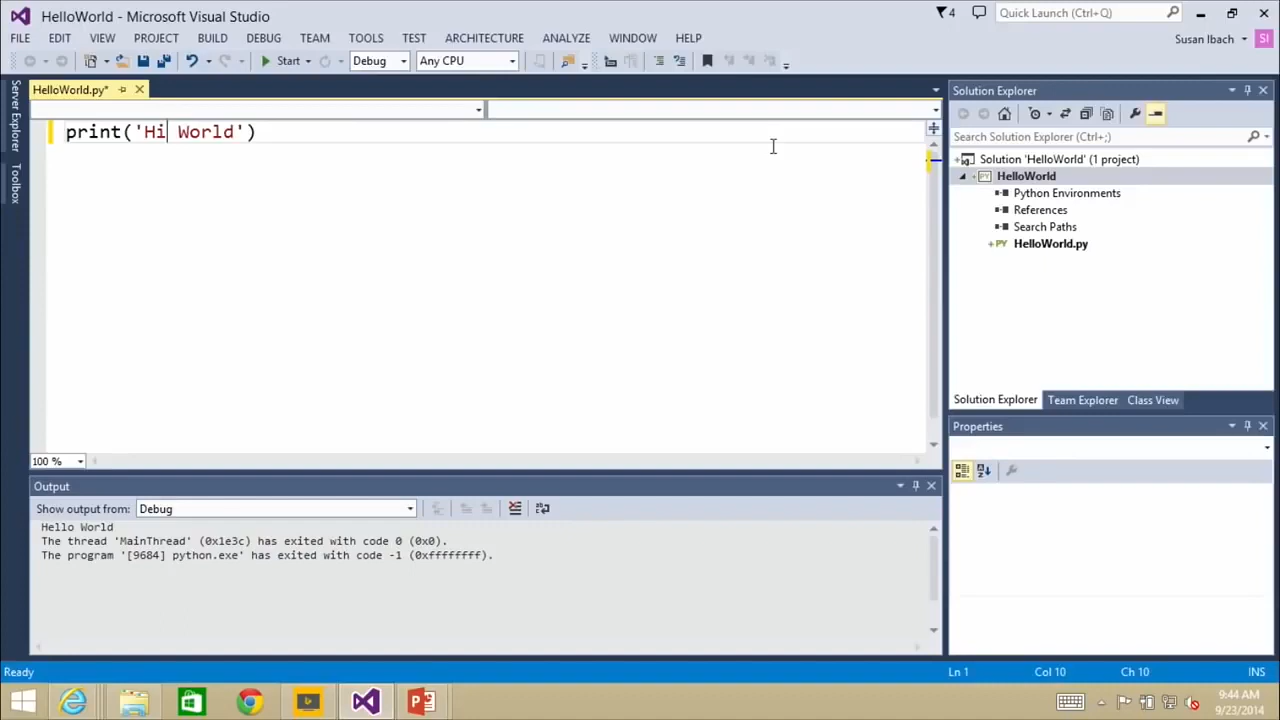 HelloWorld - Microsoft Visual Studio
4
Quick Launch (Ctrl+Q)
FILE EDIT VIEW PROJECT BUILD DEBUG TEAM TOOLS TEST ARCHITECTURE ANALYZE WINDOW HELP
Susan Ibach SI
Start Debug Any CPU
Server Explorer
Toolbox
HelloWorld.py*
print('Hi World')
100 %
Solution Explorer
Search Solution Explorer (Ctrl+;)
Solution 'HelloWorld' (1 project)
PY HelloWorld
Python Environments
References
Search Paths
PY HelloWorld.py
Solution Explorer Team Explorer Class View
Properties
Output
Show output from: Debug
Hello World
The thread 'MainThread' (0x1e3c) has exited with code 0 (0x0).
The program '[9684] python.exe' has exited with code -1 (0xffffffff).
Ready Ln 1 Col 10 Ch 10 INS
9:44 AM
9/23/2014